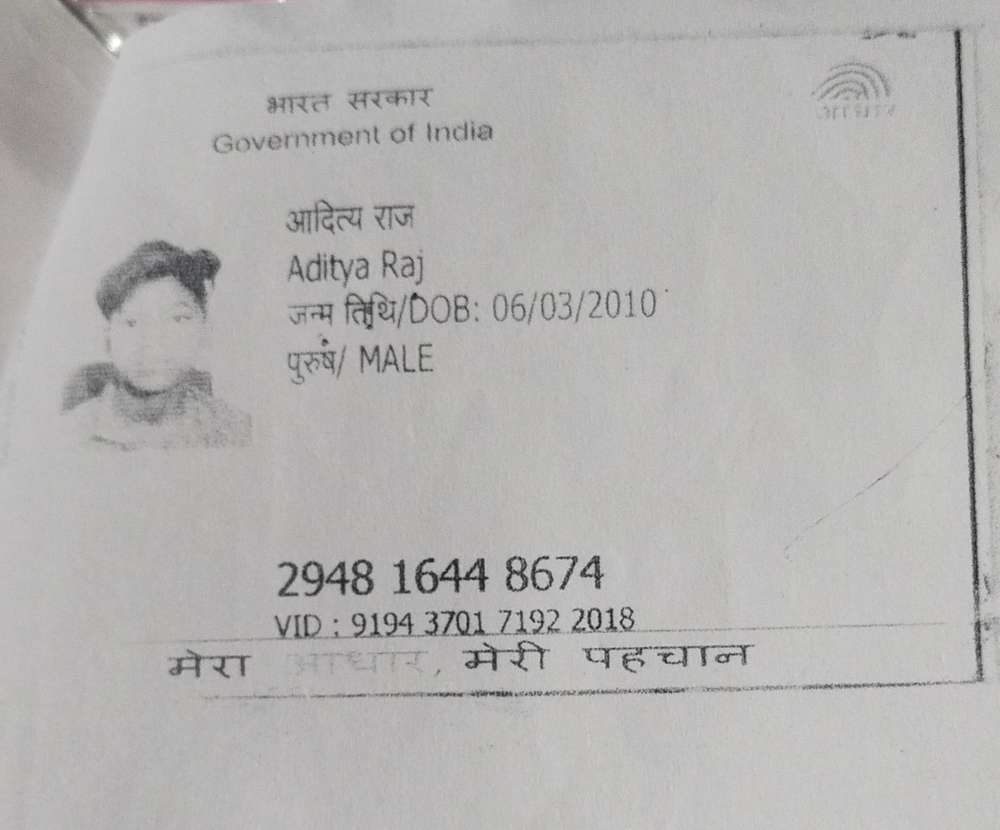 भारत सरकार
Government of India
आदित्य राज
Aditya Raj
जन्म तिथि/DOB: 06/03/2010
पुरुष/ MALE
2948 1644 8674
VID : 9194 3701 7192 2018
मेरा आधार, मेरी पहचान